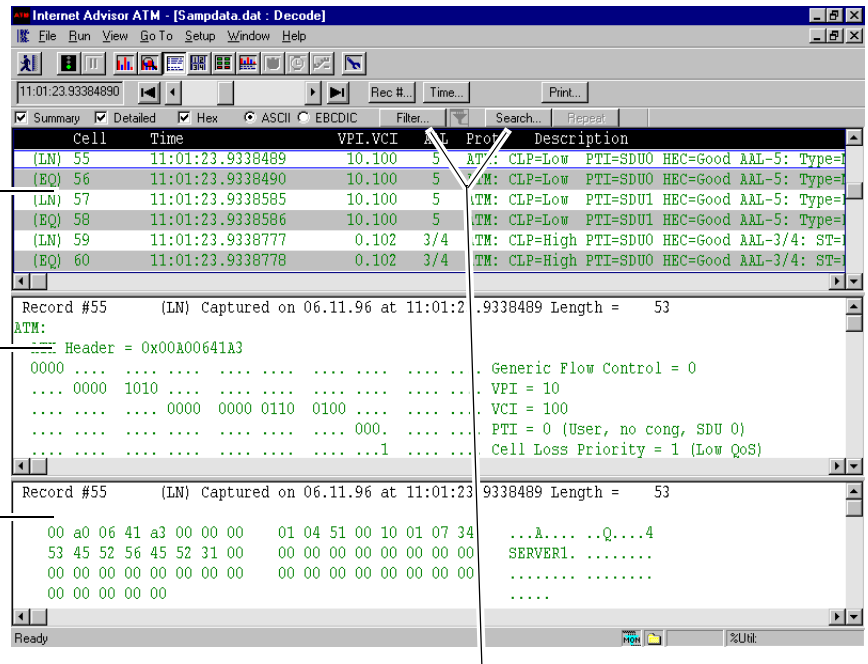 Internet Advisor ATM - [Sampdata.dat : Decode]
File Run View Go To Setup Window Help
11:01:23.93384890 Rec #... Time... Print...
Summary Detailed Hex ASCII EBCDIC Filter... Search... Repeat
Cell Time VPI.VCI Description
(LN) 55 11:01:23.9338489 10.100 5 ATM: CLP=Low PTI=SDU0 HEC=Good AAL-5: Type=
(EQ) 56 11:01:23.9338490 10.100 5 ATM: CLP=Low PTI=SDU0 HEC=Good AAL-5: Type=
(LN) 57 11:01:23.9338585 10.100 5 ATM: CLP=Low PTI=SDU1 HEC=Good AAL-5: Type=
(EQ) 58 11:01:23.9338586 10.100 5 ATM: CLP=Low PTI=SDU1 HEC=Good AAL-5: Type=
(LN) 59 11:01:23.9338777 0.102 3/4 ATM: CLP=High PTI=SDU0 HEC=Good AAL-3/4: ST=
(EQ) 60 11:01:23.9338778 0.102 3/4 ATM: CLP=High PTI=SDU0 HEC=Good AAL-3/4: ST=
Record #55 (LN) Captured on 06.11.96 at 11:01:23.9338489 Length = 53
ATM:
ATM Header = 0x00A00641A3
0000 .... .... .... .... .... .... .... .... .... Generic Flow Control = 0
.... 0000 1010 .... .... .... .... .... .... .... VPI = 10
.... .... .... 0000 0000 0110 0100 .... .... .... VCI = 100
.... .... .... .... .... .... .... 000. .... .... PTI = 0 (User, no cong, SDU 0)
.... .... .... .... .... .... .... ...1 .... .... Cell Loss Priority = 1 (Low QoS)
Record #55 (LN) Captured on 06.11.96 at 11:01:23.9338489 Length = 53
00 a0 06 41 a3 00 00 00 01 04 51 00 10 01 07 34 ...A.... ..Q....4
53 45 52 56 45 52 31 00 00 00 00 00 00 00 00 00 SERVER1. ........
00 00 00 00 00 00 00 00 00 00 00 00 00 00 00 00 ........ ........
00 00 00 00 00 .....
Ready MON %Util: